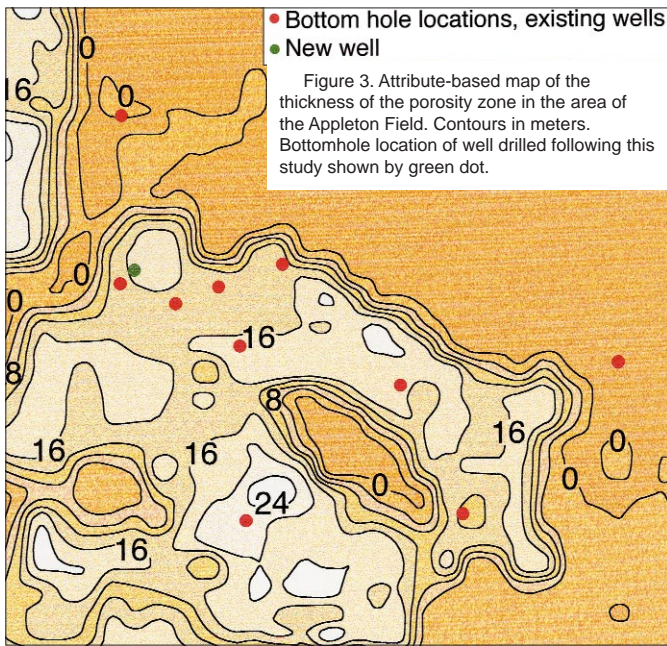 Bottom hole locations, existing wells
New well
Figure 3. Attribute-based map of the
thickness of the porosity zone in the area of
the Appleton Field. Contours in meters.
Bottomhole location of well drilled following this
study shown by green dot.
0
16
0
0
0
8
16
16
8
16
16
0
0
24
0
16